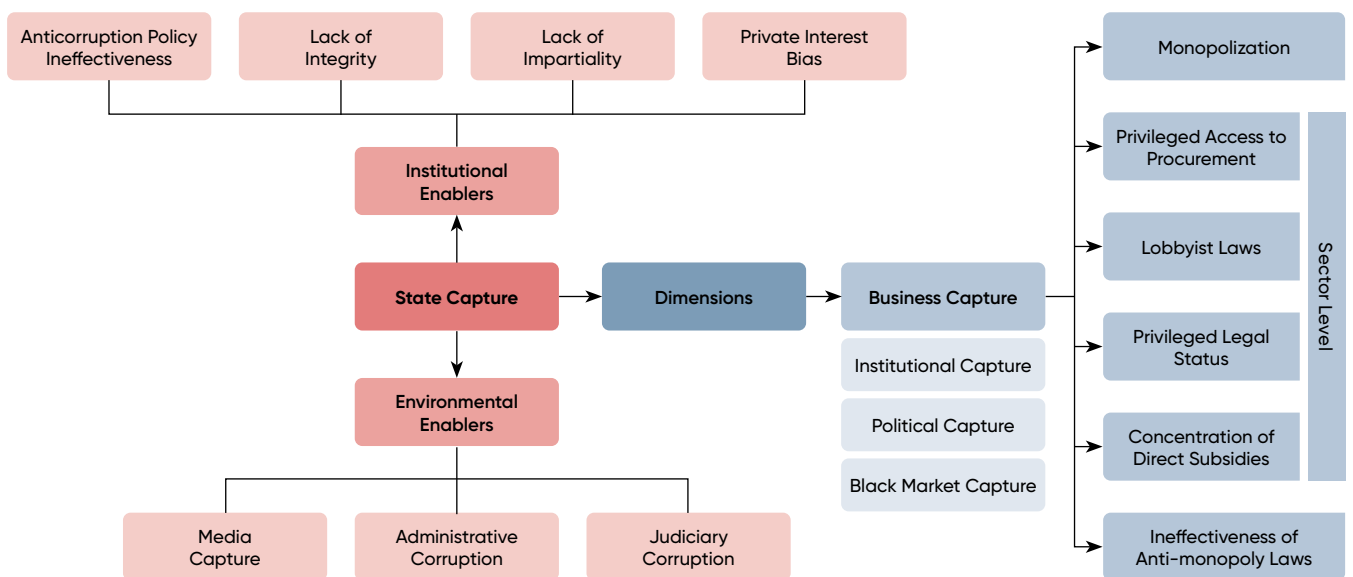 Anticorruption Policy
Ineffectiveness
Lack of
Integrity
Lack of
Impartiality
Private Interest
Bias
Institutional
Enablers
State Capture
Dimensions
Business Capture
Institutional Capture
Political Capture
Black Market Capture
Environmental
Enablers
Media
Capture
Administrative
Corruption
Judiciary
Corruption
Monopolization
Privileged Access to
Procurement
Lobbyist Laws
Privileged Legal
Status
Concentration of
Direct Subsidies
Ineffectiveness of
Anti-monopoly Laws
Sector Level